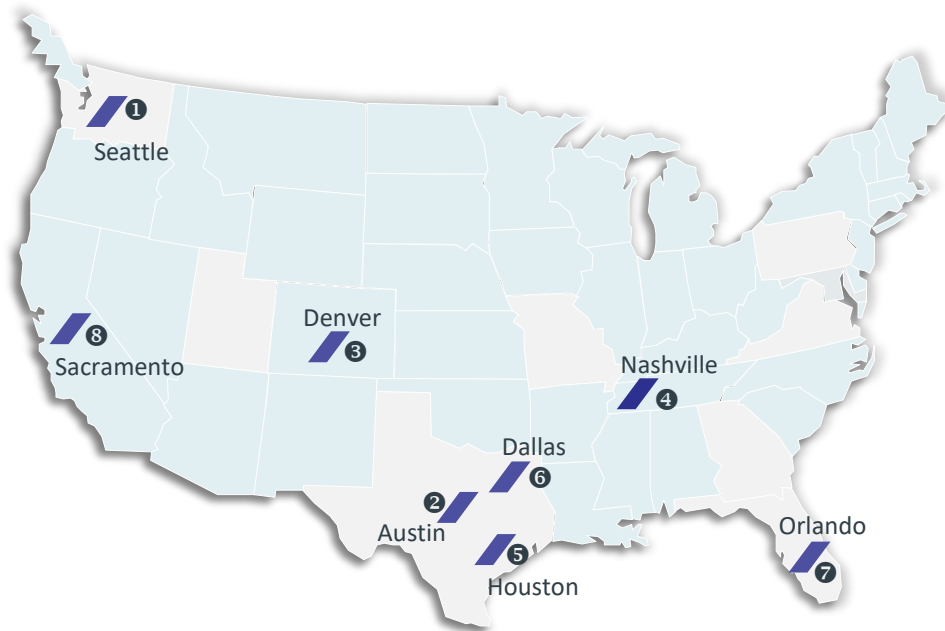 ❶
Seattle
Denver
❸
❽
Sacramento
Nashville
❹
Dallas
❻
❷
Austin
❺
Houston
Orlando
❼